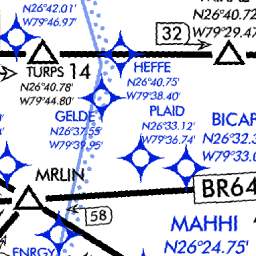 N26°42.01'
W79°46.97'
N26°40.72
W79°29.47
32
TURPS 14
N26°40.78'
W79°44.80'
HEFFE
N26°40.75'
W79°38.40'
GELDE
N26°37.55'
W79°39.95'
PLAID
N26°33.12'
W79°36.74'
BICAR
N26°32.3
W79°33.0
MRLIN
BR64
58
MAHHI
N26°24.75'
ENRGY